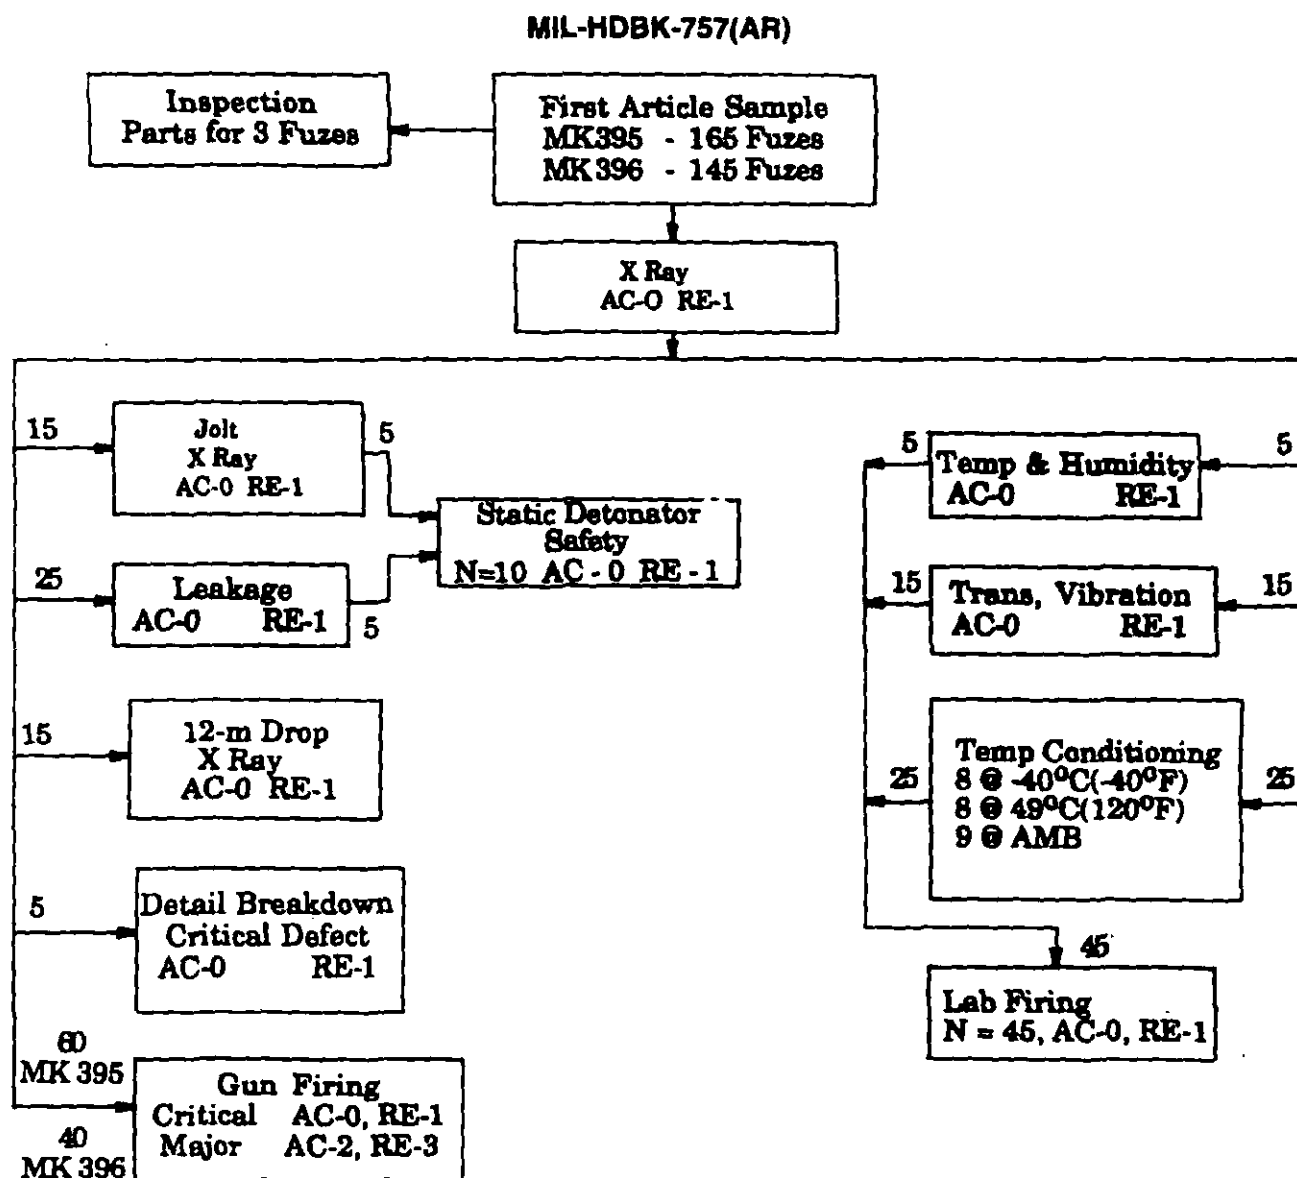 MIL-HDBK-757(AR)
Inspection
Parts for 3 Fuzes
First Article Sample
MK395 - 165 Fuzes
MK396 - 145 Fuzes
X Ray
AC-O RE-1
15
Jolt
X Ray
AC-0 RE-1
5
25
Leakage
AC-0 RE-1
5
Static Detonator
Safety
N=10 AC - 0 RE - 1
15
12-m Drop
X Ray
AC-0 RE-1
5
Detail Breakdown
Critical Defect
AC-0 RE-1
60
MK 395
40
MK 396
Gun Firing
Critical AC-0, RE-1
Major AC-2, RE-3
5
Temp & Humidity
AC-0 RE-1
5
15
Trans, Vibration
AC-0 RE-1
15
25
Temp Conditioning
8 @ -40°C(-40°F)
8 @ 49°C(120°F)
9 @ AMB
25
45
Lab Firing
N = 45, AC-0, RE-1